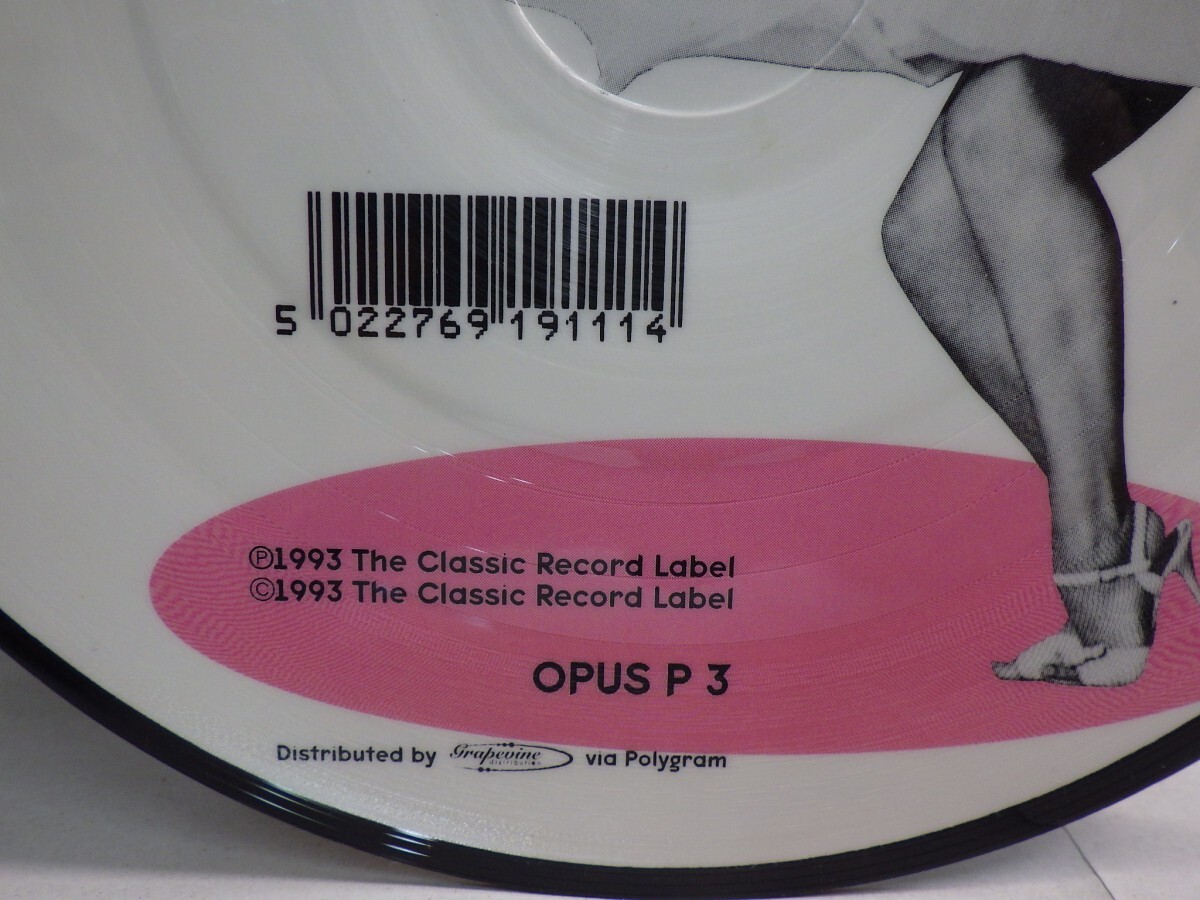 5 022769 191114
℗1993 The Classic Record Label
©1993 The Classic Record Label
OPUS P 3
Distributed by Grapevine distribution via Polygram